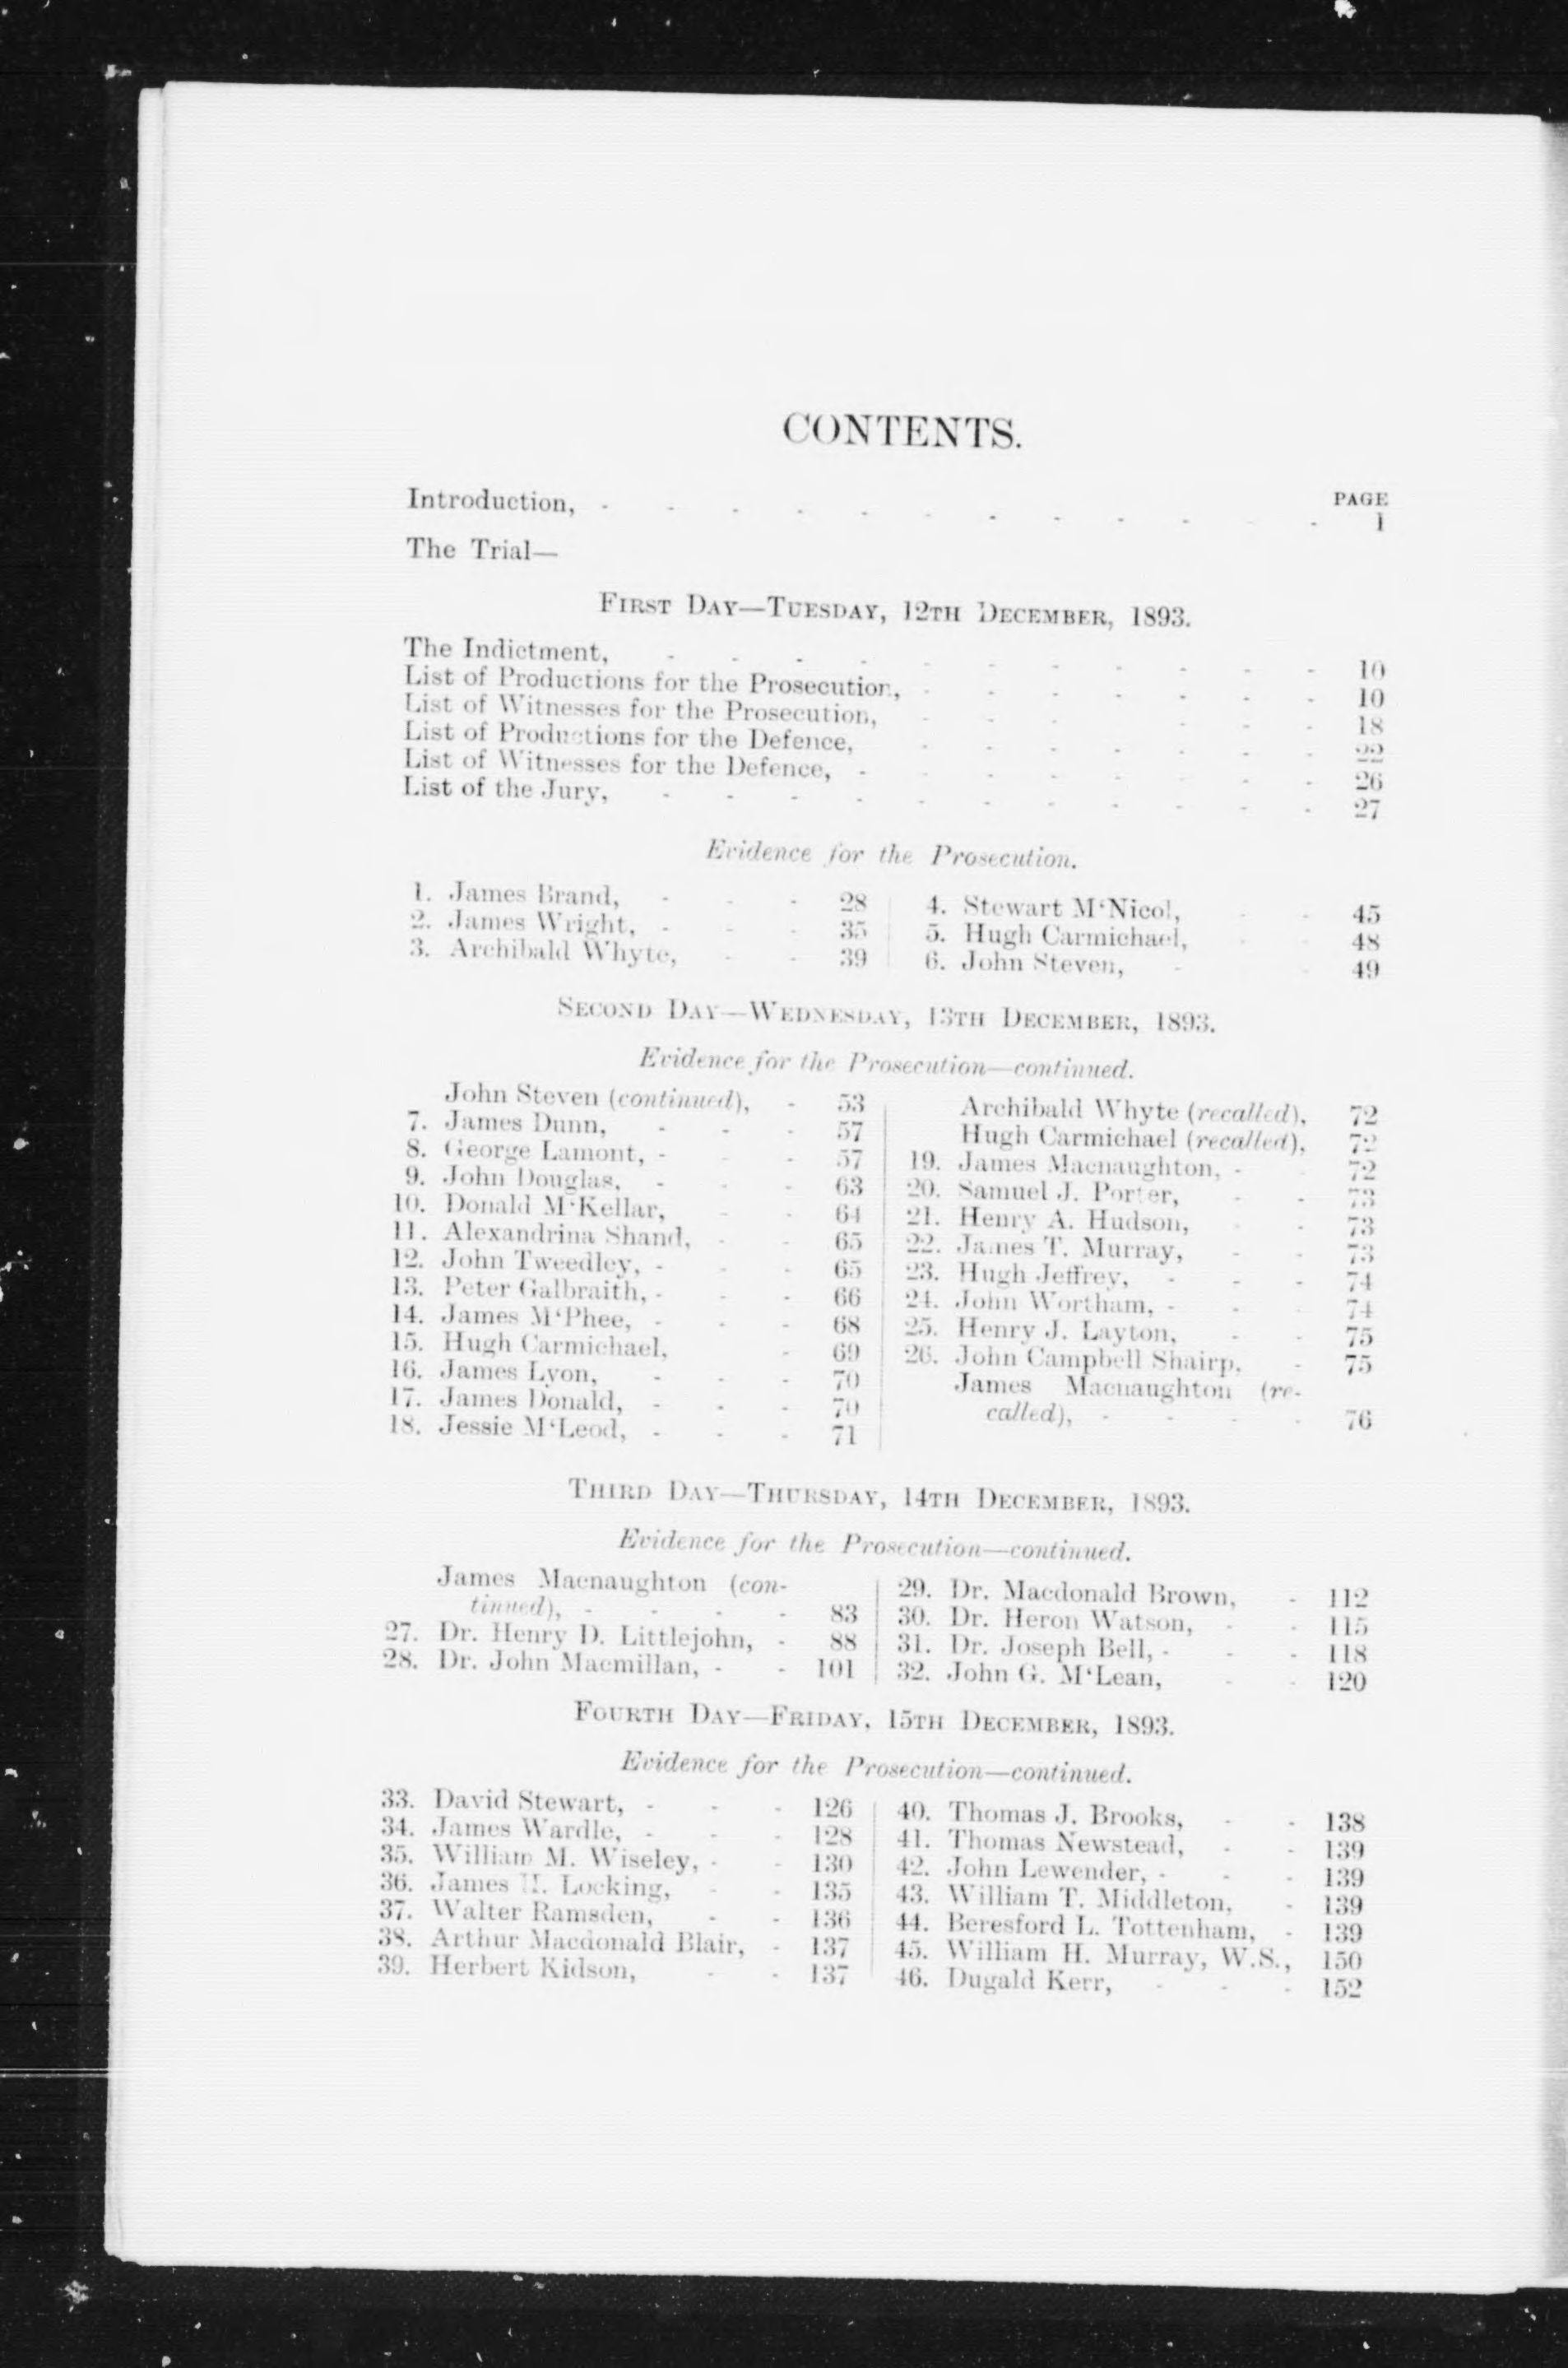 CONTENTS.
PAGE
Introduction, - - - - - - - - - - - 1
The Trial—
FIRST DAY—TUESDAY, 12TH DECEMBER, 1893.
The Indictment, - - - - - - - - - - - 10
List of Productions for the Prosecution, - - - - - - - 10
List of Witnesses for the Prosecution, - - - - - - - 18
List of Productions for the Defence, - - - - - - - 22
List of Witnesses for the Defence, - - - - - - - - 26
List of the Jury, - - - - - - - - - - - 27
Evidence for the Prosecution.
1. James Brand, - - - 28
2. James Wright, - - - 35
3. Archibald Whyte, - - 39
4. Stewart M'Nicol, - - 45
5. Hugh Carmichael, - - 48
6. John Steven, - - 49
SECOND DAY—WEDNESDAY, 13TH DECEMBER, 1893.
Evidence for the Prosecution—continued.
John Steven (continued), - 53
7. James Dunn, - - - 57
8. George Lamont, - - - 57
9. John Douglas, - - - 63
10. Donald M'Kellar, - - 64
11. Alexandrina Shand, - - 65
12. John Tweedley, - - - 65
13. Peter Galbraith, - - - 66
14. James M'Phee, - - - 68
15. Hugh Carmichael, - 69
16. James Lyon, - - - 70
17. James Donald, - - - 70
18. Jessie M'Leod, - - - 71
Archibald Whyte (recalled), 72
Hugh Carmichael (recalled), 72
19. James Macnaughton, - 72
20. Samuel J. Porter, - - 73
21. Henry A. Hudson, - - 73
22. James T. Murray, - - 73
23. Hugh Jeffrey, - - - 74
24. John Wortham, - - - 74
25. Henry J. Layton, - - 75
26. John Campbell Shairp, - 75
James Macnaughton (re-
called), - - - - 76
THIRD DAY—THURSDAY, 14TH DECEMBER, 1893.
Evidence for the Prosecution—continued.
James Macnaughton (con-
tinued), - - - - 83
27. Dr. Henry D. Littlejohn, - 88
28. Dr. John Macmillan, - - 101
29. Dr. Macdonald Brown, - 112
30. Dr. Heron Watson, - - 115
31. Dr. Joseph Bell, - - - 118
32. John G. M'Lean, - - 120
FOURTH DAY—FRIDAY, 15TH DECEMBER, 1893.
Evidence for the Prosecution—continued.
33. David Stewart, - - - 126
34. James Wardle, - - - 128
35. William M. Wiseley, - - 130
36. James H. Locking, - - 135
37. Walter Ramsden, - - 136
38. Arthur Macdonald Blair, - 137
39. Herbert Kidson, - - 137
40. Thomas J. Brooks, - - 138
41. Thomas Newstead, - - 139
42. John Lewender, - - - 139
43. William T. Middleton, - 139
44. Beresford L. Tottenham, - 139
45. William H. Murray, W.S., 150
46. Dugald Kerr, - - - 152